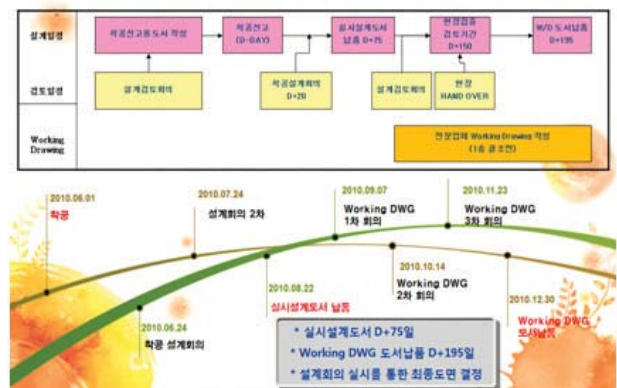 설계일정
착공신고용도서 작성
착공신고
(D-DAY)
실시설계도서
납품 D+75
현장검증
검토기간
D+150
W/D 도서납품
D+195
검토일정
설계검토회의
착공설계회의
D+20
설계검토회의
현장
HAND OVER
Working
Drawing
전문업체 Working Drawing 작성
(1층 골조전)
2010.06.01
착공
2010.07.24
설계회의 2차
2010.09.07
Working DWG
1차 회의
2010.11.23
Working DWG
3차 회의
2010.06.24
착공 설계회의
2010.08.22
실시설계도서 납품
2010.10.14
Working DWG
2차 회의
2010.12.30
Working DWG
도서납품
* 실시설계도서 D+75일
* Working DWG 도서납품 D+195일
* 설계회의 실시를 통한 최종도면 결정